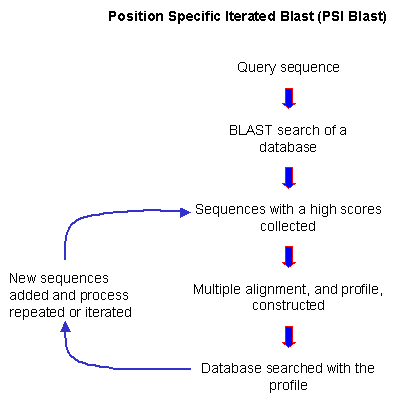 Position Specific Iterated Blast (PSI Blast)
Query sequence
BLAST search of a
database
Sequences with a high scores
collected
Multiple alignment, and profile,
constructed
Database searched with the
profile
New sequences
added and process
repeated or iterated